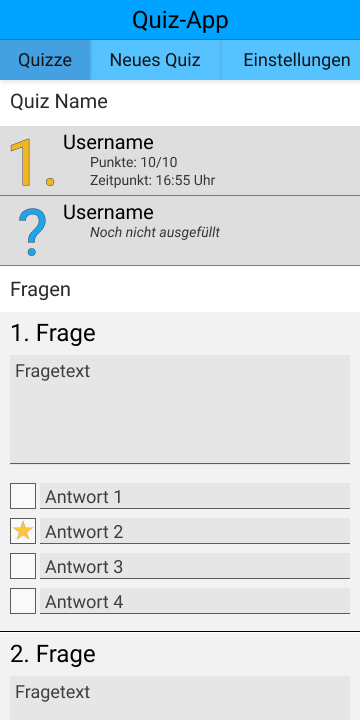 Quiz-App
Quizze
Neues Quiz
Einstellungen
Quiz Name
1.
Username
Punkte: 10/10
Zeitpunkt: 16:55 Uhr
?
Username
Noch nicht ausgefüllt
Fragen
1. Frage
Fragetext
Antwort 1
Antwort 2
Antwort 3
Antwort 4
2. Frage
Fragetext